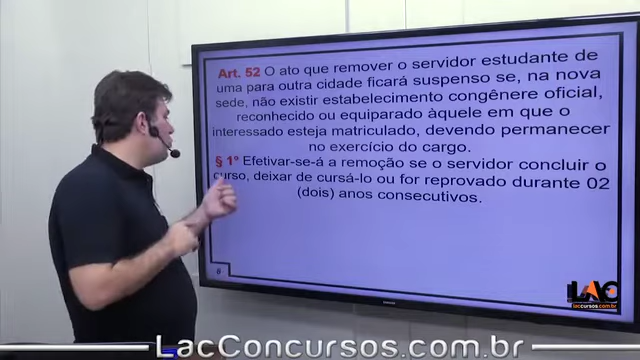 Art. 52 O ato que remover o servidor estudante de
uma para outra cidade ficará suspenso se, na nova
sede, não existir estabelecimento congênere oficial,
reconhecido ou equiparado àquele em que o
interessado esteja matriculado, devendo permanecer
no exercício do cargo.
§ 1° Efetivar-se-á a remoção se o servidor concluir o
curso, deixar de cursá-lo ou for reprovado durante 02
(dois) anos consecutivos.
LAC
lacconcursos.com.br
LacConcursos.com.br